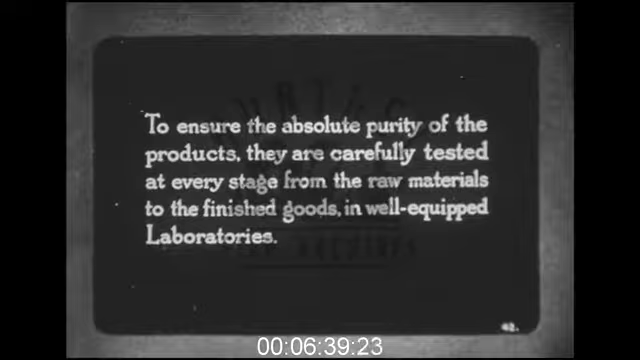 To ensure the absolute purity of the
products, they are carefully tested
at every stage from the raw materials
to the finished goods, in well-equipped
Laboratories.
42.
00:06:39:23